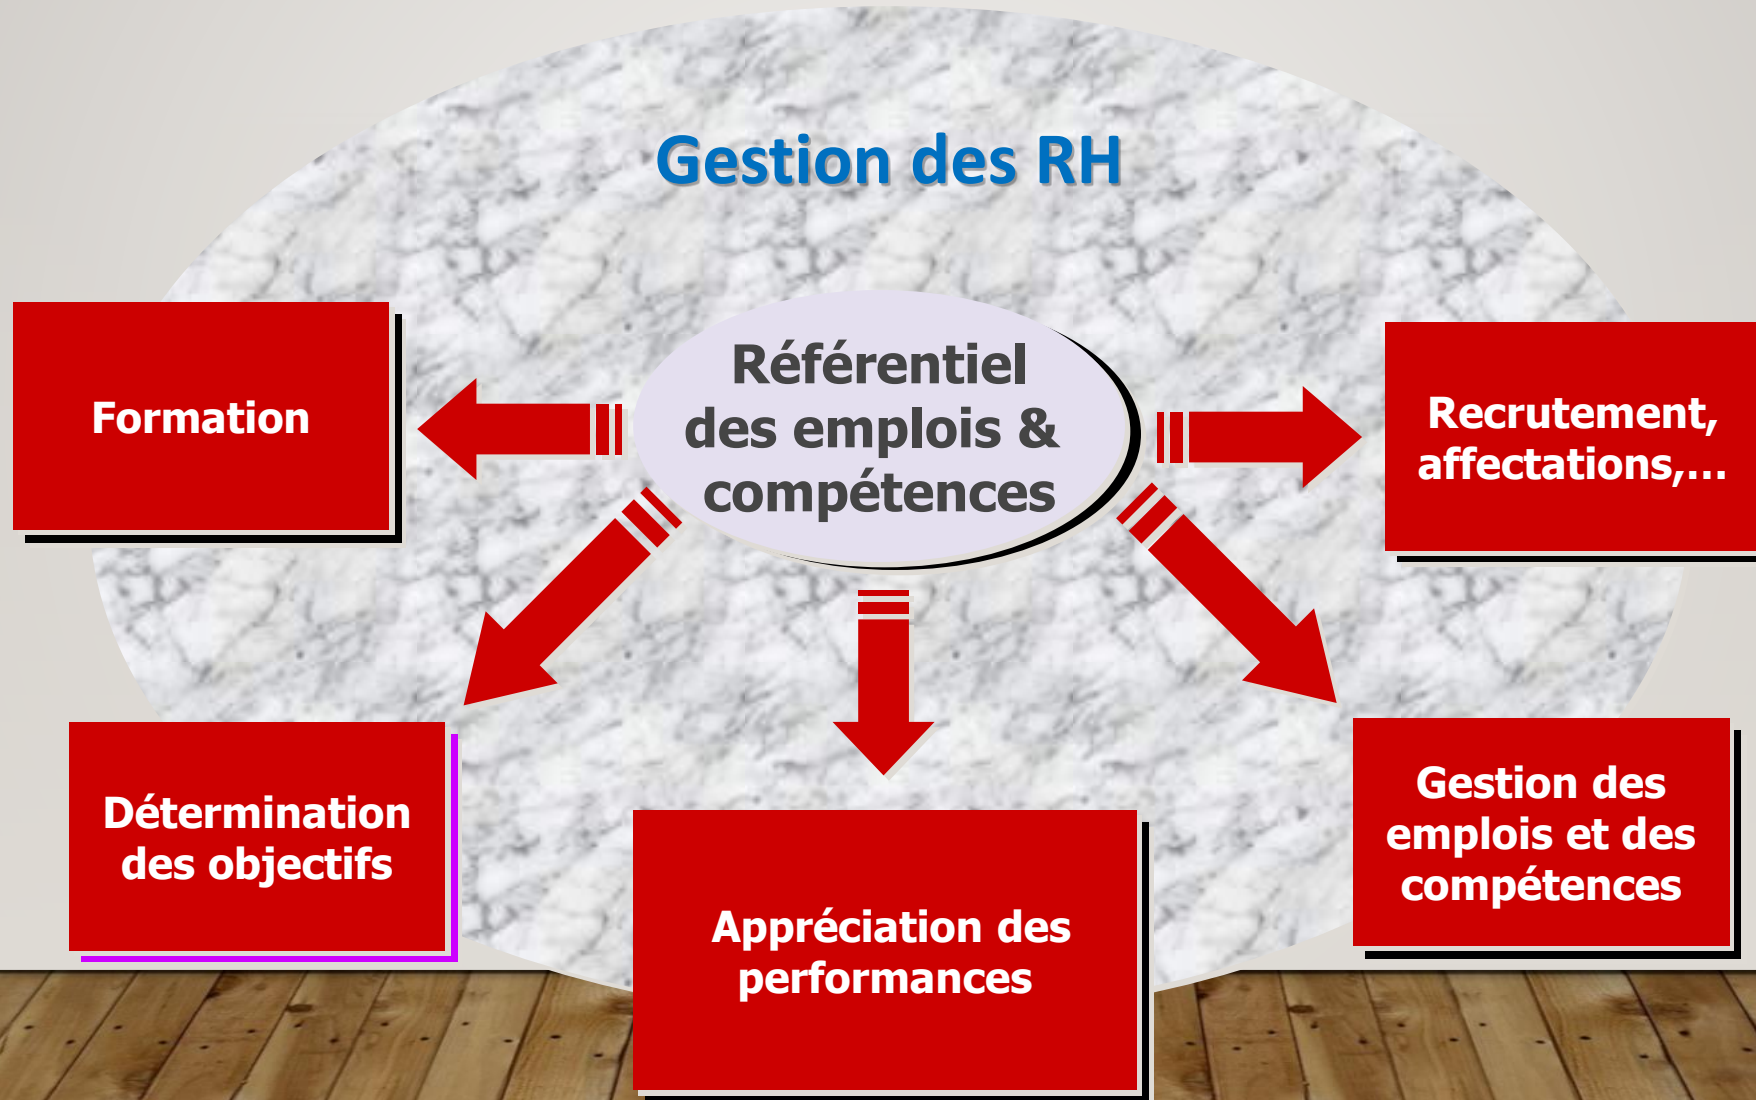 Gestion des RH
Référentiel
des emplois &
compétences
Formation
Recrutement,
affectations,...
Détermination
des objectifs
Appréciation des
performances
Gestion des
emplois et des
compétences